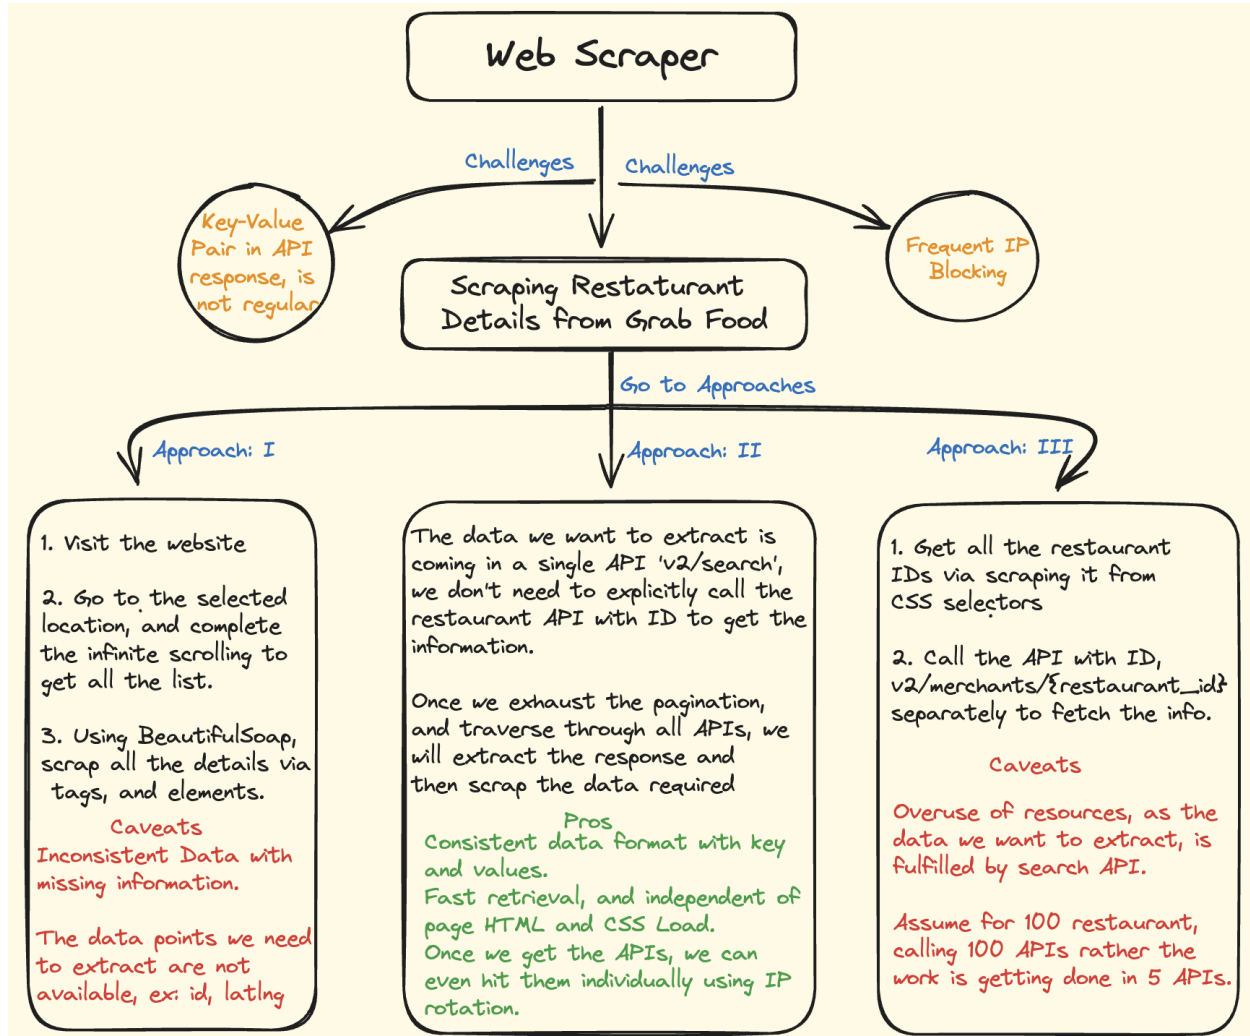 Web Scraper
Challenges
Challenges
Key-Value
Pair in API
response, is
not regular
Frequent IP
Blocking
Scraping Restaturant
Details from Grab Food
Go to Approaches
Approach: I
Approach: II
Approach: III
1. Visit the website
2. Go to the selected
location, and complete
the infinite scrolling to
get all the list.
3. Using BeautifulSoap,
scrap all the details via
tags, and elements.
Caveats
Inconsistent Data with
missing information.
The data points we need
to extract are not
available, ex: id, latlng
The data we want to extract is
coming in a single API 'v2/search',
we don't need to explicitly call the
restaurant API with ID to get the
information.
Once we exhaust the pagination,
and traverse through all APIs, we
will extract the response and
then scrap the data required
Pros
Consistent data format with key
and values.
Fast retrieval, and independent of
page HTML and CSS Load.
Once we get the APIs, we can
even hit them individually using IP
rotation.
1. Get all the restaurant
IDs via scraping it from
CSS selectors
2. Call the API with ID,
v2/merchants/{restaurant_id}
separately to fetch the info.
Caveats
Overuse of resources, as the
data we want to extract, is
fulfilled by search API.
Assume for 100 restaurant,
calling 100 APIs rather the
work is getting done in 5 APIs.